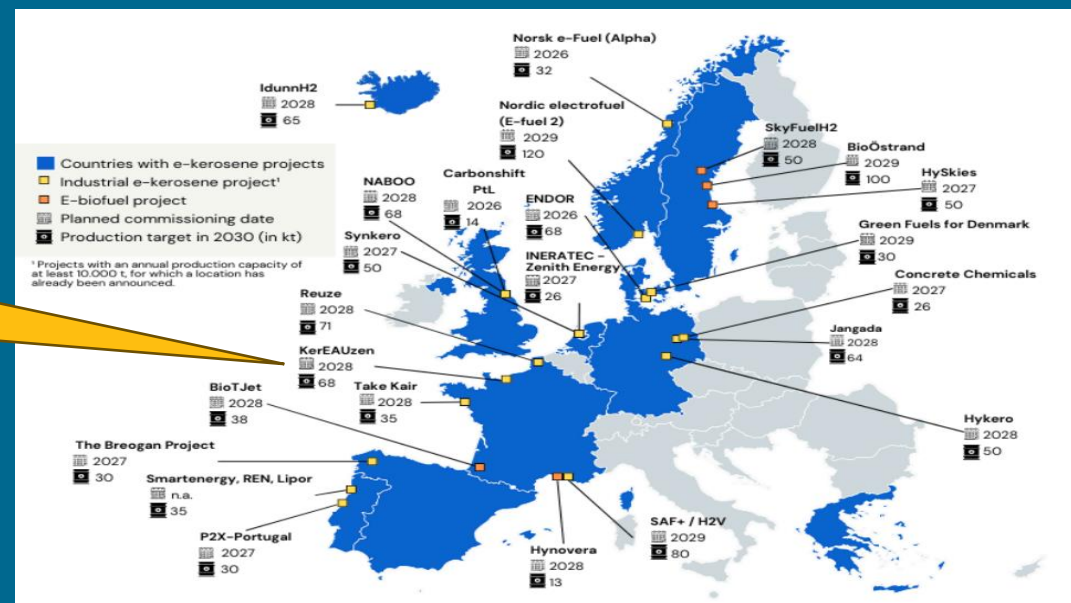 Norsk e-Fuel (Alpha)
2026
32
IdunnH2
2028
65
Nordic electrofuel
(E-fuel 2)
2029
120
SkyFuelH2
2028
50
BioÖstrand
2029
100
HySkies
2027
50
Countries with e-kerosene projects
Industrial e-kerosene project¹
E-biofuel project
Planned commissioning date
Production target in 2030 (in kt)
¹ Projects with an annual production capacity of
at least 10.000 t, for which a location has
already been announced.
NABOO
2028
68
Carbonshift
PtL
2026
14
ENDOR
2026
68
Synkero
2027
50
INERATEC -
Zenith Energy
2027
26
Green Fuels for Denmark
2029
30
Concrete Chemicals
2027
26
Reuze
2028
71
Jangada
2028
64
KerEAUzen
2028
68
BioTJet
2028
38
Take Kair
2028
35
Hykero
2028
50
The Breogan Project
2027
30
Smartenergy, REN, Lipor
n.a.
35
P2X-Portugal
2027
30
Hynovera
2028
13
SAF+ / H2V
2029
80